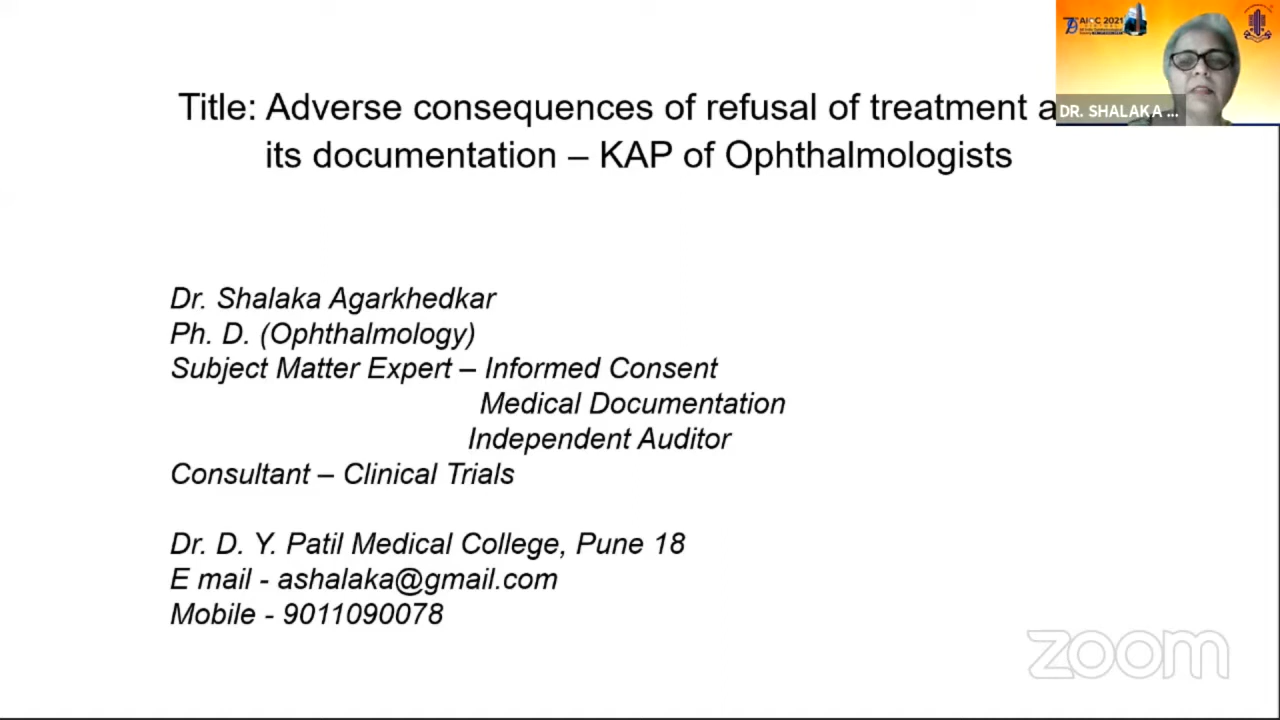 Title: Adverse consequences of refusal of treatment a
its documentation – KAP of Ophthalmologists
AIOC 2021
DR. SHALAKA ...
Dr. Shalaka Agarkhedkar
Ph. D. (Ophthalmology)
Subject Matter Expert – Informed Consent
Medical Documentation
Independent Auditor
Consultant – Clinical Trials
Dr. D. Y. Patil Medical College, Pune 18
E mail - ashalaka@gmail.com
Mobile - 9011090078
zoom